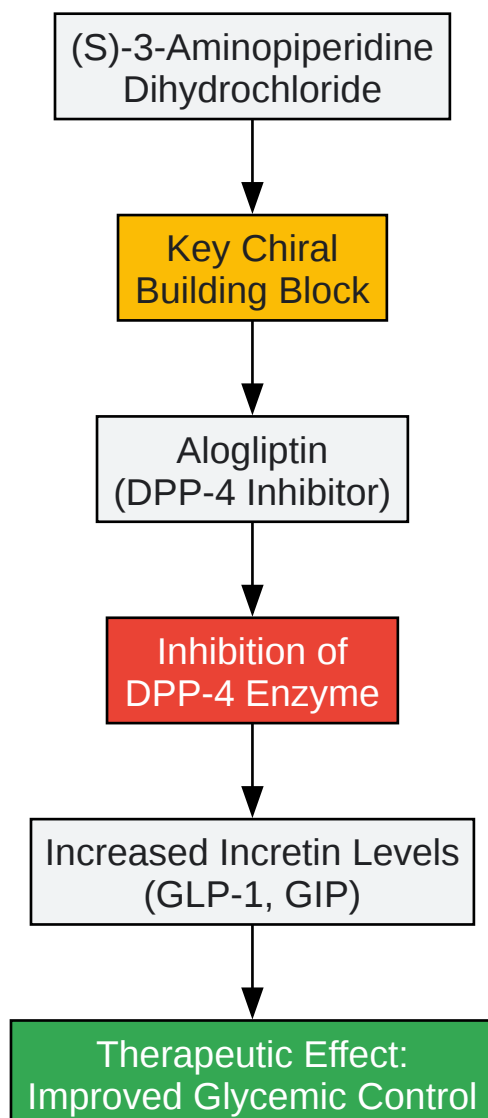 (S)-3-Aminopiperidine
Dihydrochloride
Key Chiral
Building Block
Alogliptin
(DPP-4 Inhibitor)
Inhibition of
DPP-4 Enzyme
Increased Incretin Levels
(GLP-1, GIP)
Therapeutic Effect:
Improved Glycemic Control